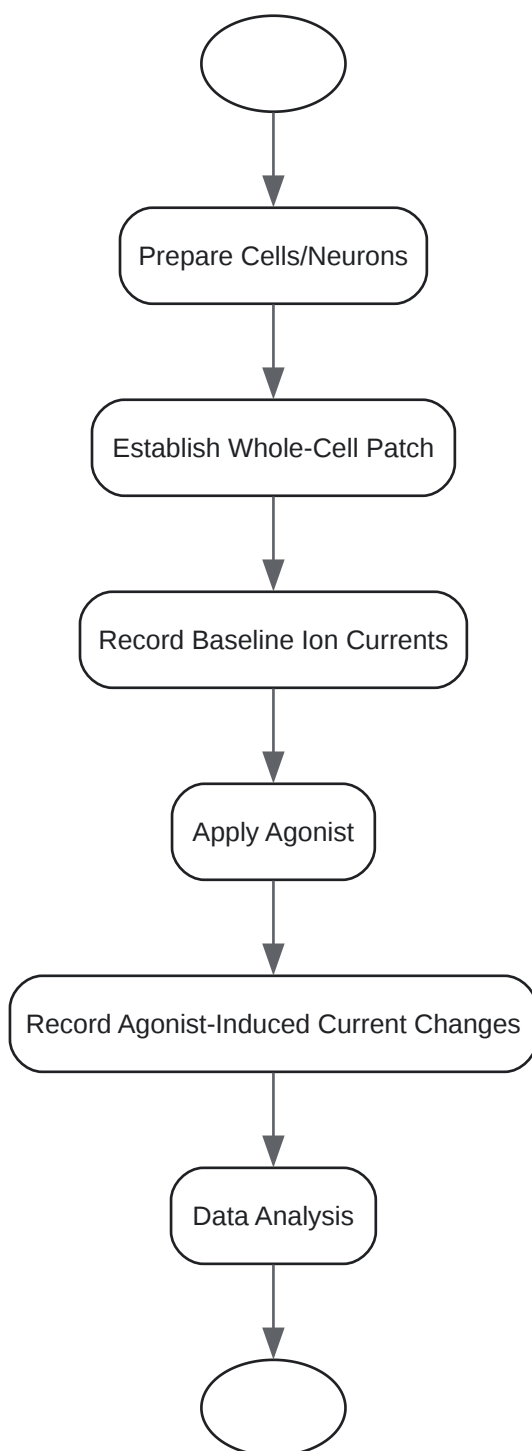 Prepare Cells/Neurons
Establish Whole-Cell Patch
Record Baseline Ion Currents
Apply Agonist
Record Agonist-Induced Current Changes
Data Analysis